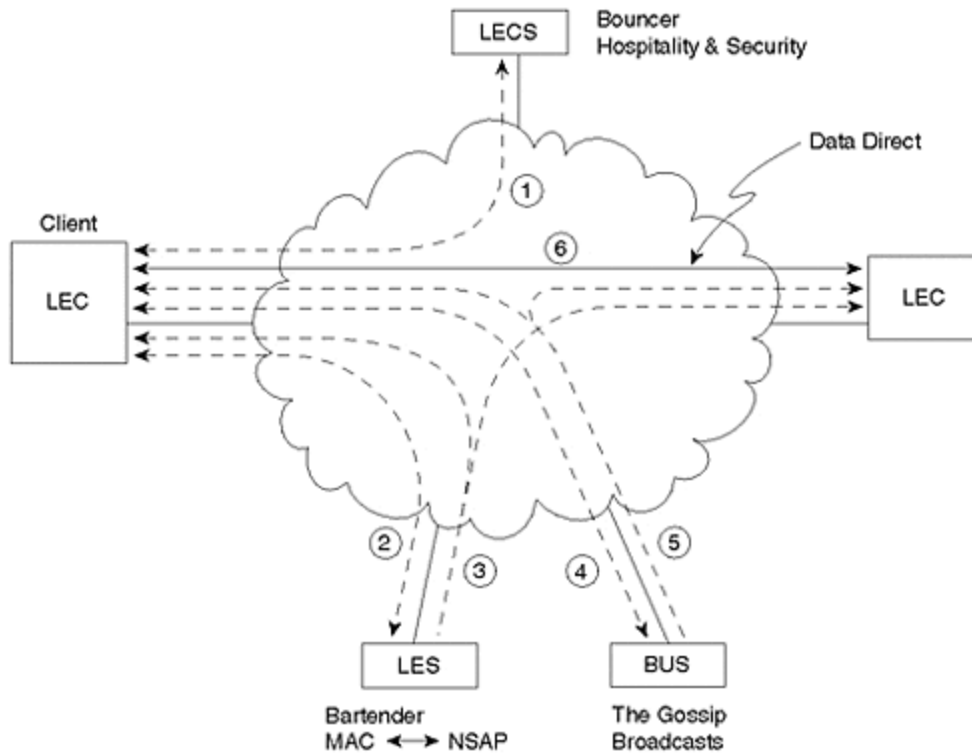 LECS
Bouncer
Hospitality & Security
Data Direct
1
Client
6
LEC
LEC
2
3
4
5
LES
BUS
Bartender
MAC NSAP
The Gossip
Broadcasts